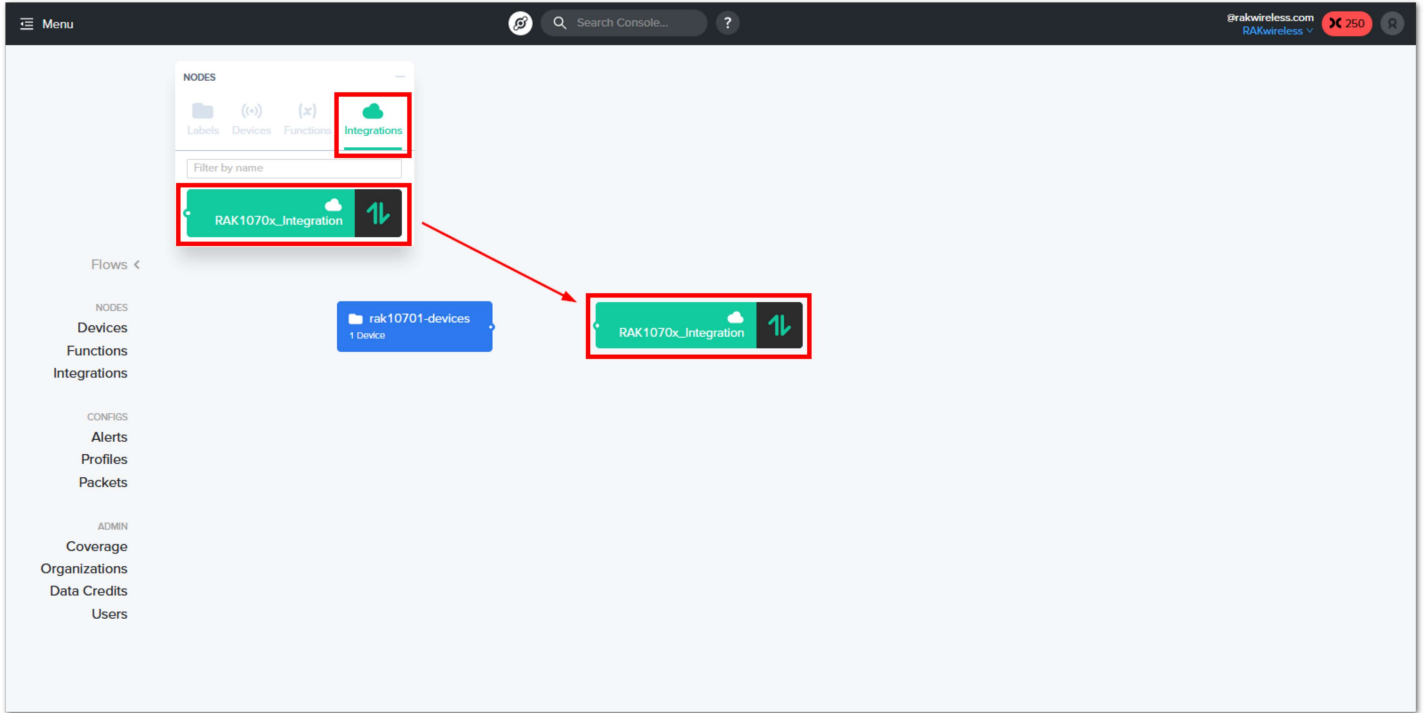 Menu
Search Console...
?
@rakwireless.com
RAKwireless
250
NODES
Labels
Devices
Functions
Integrations
Filter by name
RAK1070x_Integration
Flows
NODES
Devices
Functions
Integrations
rak10701-devices
1 Device
RAK1070x_Integration
CONFIGS
Alerts
Profiles
Packets
ADMIN
Coverage
Organizations
Data Credits
Users